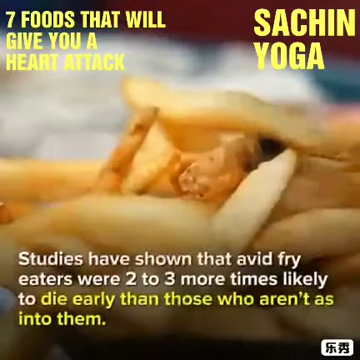 7 FOODS THAT WILL
GIVE YOU A
HEART ATTACK
SACHIN
YOGA
Studies have shown that avid fry
eaters were 2 to 3 more times likely
to die early than those who aren't as
into them.
乐秀